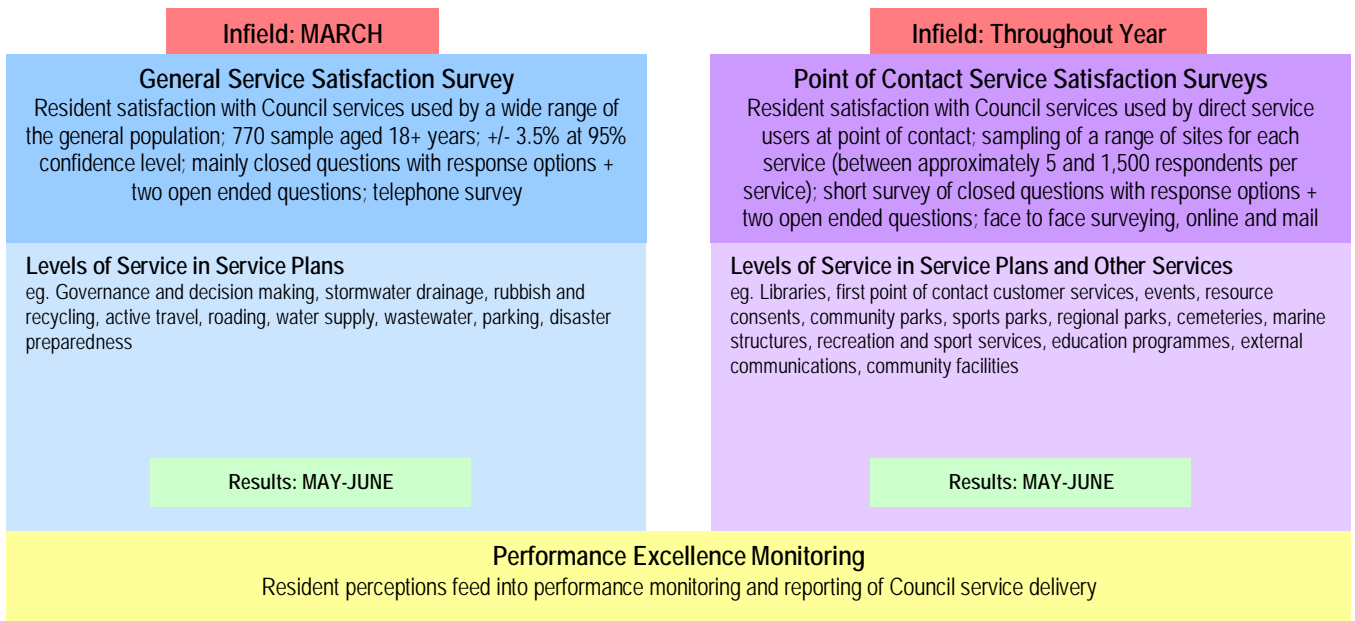 Infield: MARCH
General Service Satisfaction Survey
Resident satisfaction with Council services used by a wide range of
the general population; 770 sample aged 18+ years; +/- 3.5% at 95%
confidence level; mainly closed questions with response options +
two open ended questions; telephone survey
Levels of Service in Service Plans
eg. Governance and decision making, stormwater drainage, rubbish and
recycling, active travel, roading, water supply, wastewater, parking, disaster
preparedness
Results: MAY-JUNE
Infield: Throughout Year
Point of Contact Service Satisfaction Surveys
Resident satisfaction with Council services used by direct service
users at point of contact; sampling of a range of sites for each
service (between approximately 5 and 1,500 respondents per
service); short survey of closed questions with response options +
two open ended questions; face to face surveying, online and mail
Levels of Service in Service Plans and Other Services
eg. Libraries, first point of contact customer services, events, resource
consents, community parks, sports parks, regional parks, cemeteries, marine
structures, recreation and sport services, education programmes, external
communications, community facilities
Results: MAY-JUNE
Performance Excellence Monitoring
Resident perceptions feed into performance monitoring and reporting of Council service delivery